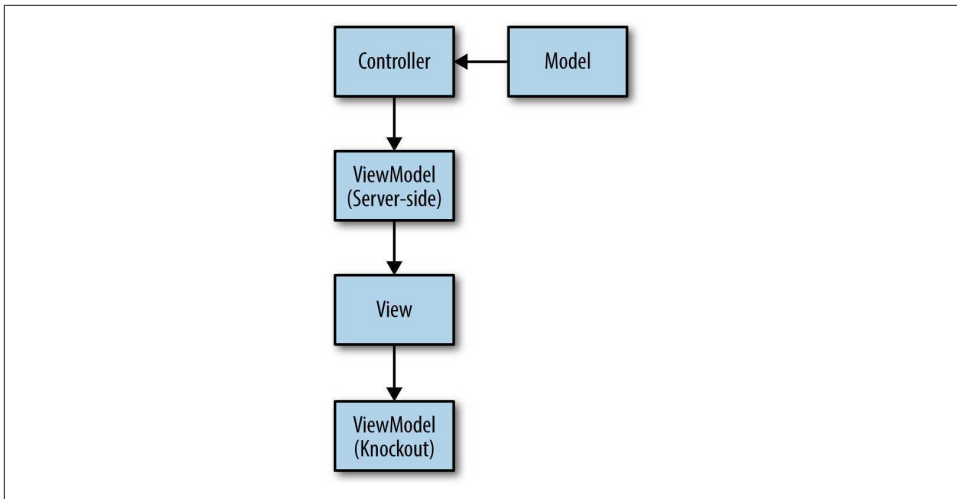 Controller
Model
ViewModel
(Server-side)
View
ViewModel
(Knockout)